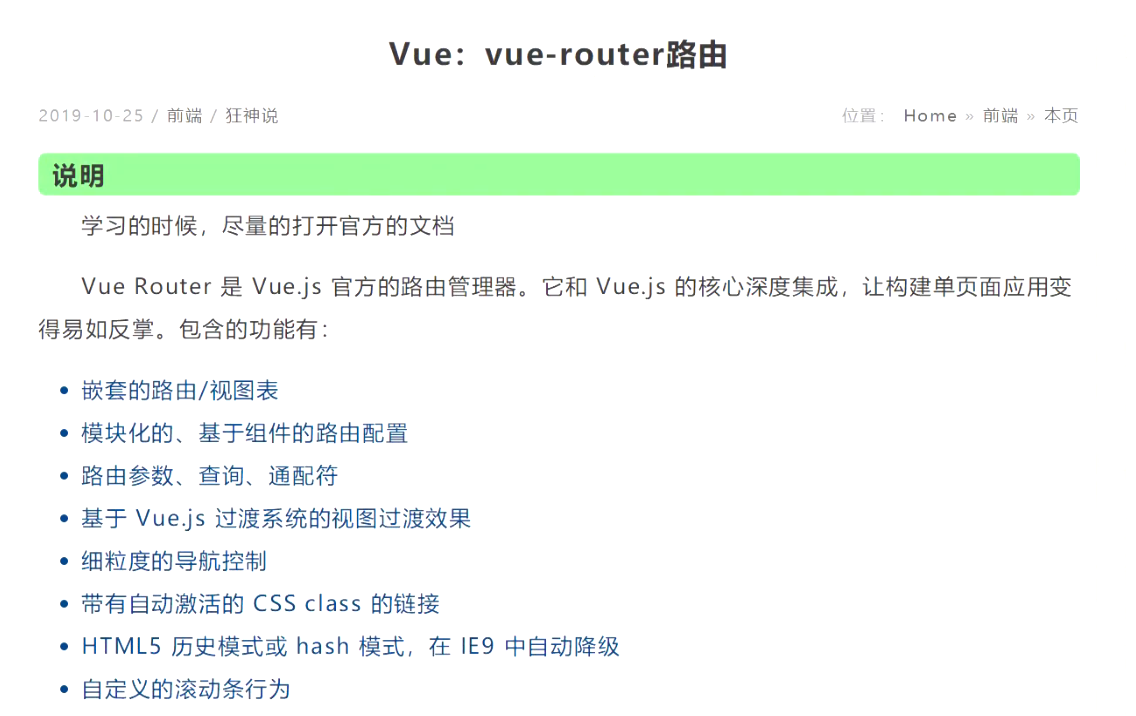 Vue：vue-router路由
2019-10-25 / 前端 / 狂神说
位置： Home » 前端 » 本页
说明
学习的时候，尽量的打开官方的文档
Vue Router 是 Vue.js 官方的路由管理器。它和 Vue.js 的核心深度集成，让构建单页面应用变
得易如反掌。包含的功能有：
• 嵌套的路由/视图表
• 模块化的、基于组件的路由配置
• 路由参数、查询、通配符
• 基于 Vue.js 过渡系统的视图过渡效果
• 细粒度的导航控制
• 带有自动激活的 CSS class 的链接
• HTML5 历史模式或 hash 模式，在 IE9 中自动降级
• 自定义的滚动条行为